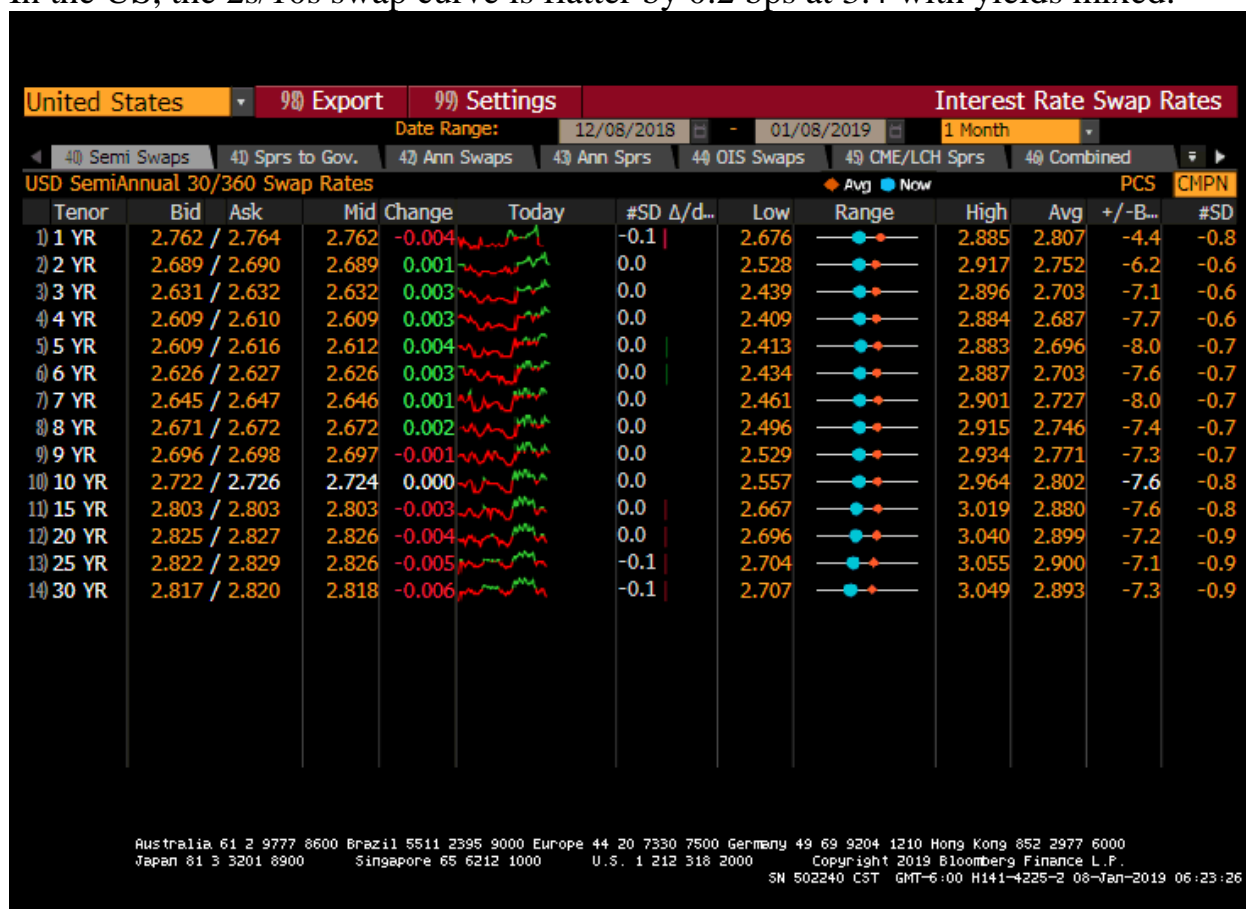 In the US, the 2s/10s swap curve is flatter by 0.2 bps at 3.4 with yields mixed.
United States 98) Export 99) Settings Interest Rate Swap Rates
Date Range: 12/08/2018 - 01/08/2019 1 Month
40) Semi Swaps 41) Sprs to Gov. 42) Ann Swaps 43) Ann Sprs 44) OIS Swaps 45) CME/LCH Sprs 46) Combined
USD SemiAnnual 30/360 Swap Rates Avg Now PCS CMPN
Tenor Bid Ask Mid Change Today #SD Δ/d... Low Range High Avg +/-B... #SD
1) 1 YR 2.762 / 2.764 2.762 -0.004 -0.1 2.676 2.885 2.807 -4.4 -0.8
2) 2 YR 2.689 / 2.690 2.689 0.001 0.0 2.528 2.917 2.752 -6.2 -0.6
3) 3 YR 2.631 / 2.632 2.632 0.003 0.0 2.439 2.896 2.703 -7.1 -0.6
4) 4 YR 2.609 / 2.610 2.609 0.003 0.0 2.409 2.884 2.687 -7.7 -0.6
5) 5 YR 2.609 / 2.616 2.612 0.004 0.0 2.413 2.883 2.696 -8.0 -0.7
6) 6 YR 2.626 / 2.627 2.626 0.003 0.0 2.434 2.887 2.703 -7.6 -0.7
7) 7 YR 2.645 / 2.647 2.646 0.001 0.0 2.461 2.901 2.727 -8.0 -0.7
8) 8 YR 2.671 / 2.672 2.672 0.002 0.0 2.496 2.915 2.746 -7.4 -0.7
9) 9 YR 2.696 / 2.698 2.697 -0.001 0.0 2.529 2.934 2.771 -7.3 -0.7
10) 10 YR 2.722 / 2.726 2.724 0.000 0.0 2.557 2.964 2.802 -7.6 -0.8
11) 15 YR 2.803 / 2.803 2.803 -0.003 0.0 2.667 3.019 2.880 -7.6 -0.8
12) 20 YR 2.825 / 2.827 2.826 -0.004 0.0 2.696 3.040 2.899 -7.2 -0.9
13) 25 YR 2.822 / 2.829 2.826 -0.005 -0.1 2.704 3.055 2.900 -7.1 -0.9
14) 30 YR 2.817 / 2.820 2.818 -0.006 -0.1 2.707 3.049 2.893 -7.3 -0.9
Australia 61 2 9777 8600 Brazil 5511 2395 9000 Europe 44 20 7330 7500 Germany 49 69 9204 1210 Hong Kong 852 2977 6000
Japan 81 3 3201 8900 Singapore 65 6212 1000 U.S. 1 212 318 2000 Copyright 2019 Bloomberg Finance L.P.
SN 502240 CST GMT-6:00 H141-4225-2 08-Jan-2019 06:23:26